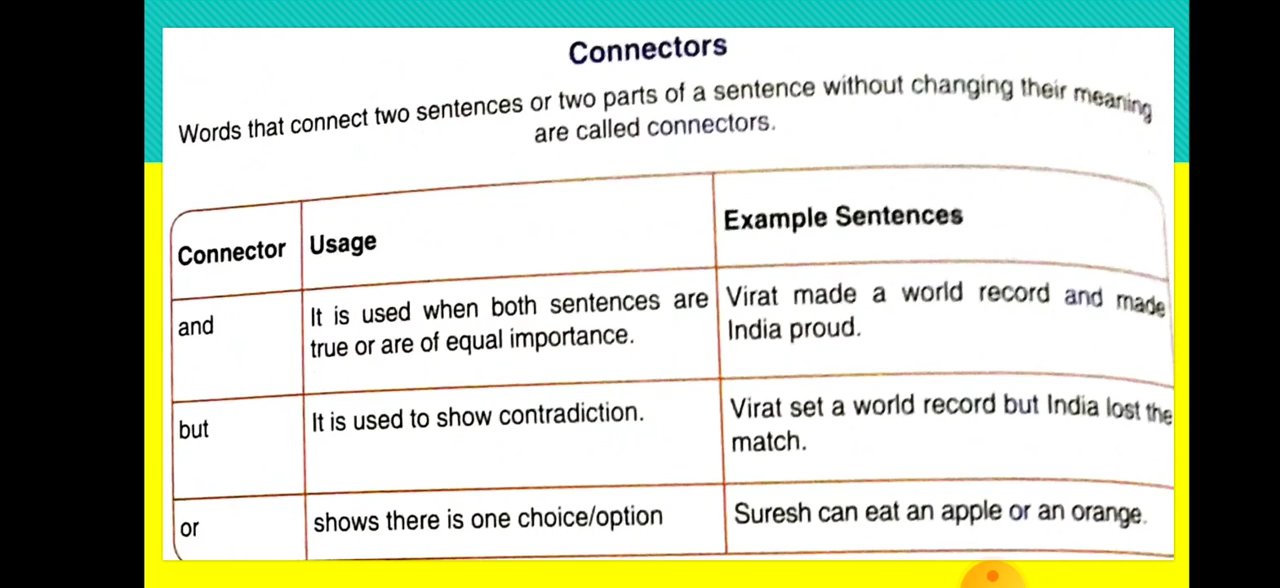 Connectors
Words that connect two sentences or two parts of a sentence without changing their meaning
are called connectors.
Connector Usage Example Sentences
and
It is used when both sentences are
true or are of equal importance.
Virat made a world record and made
India proud.
but
It is used to show contradiction.
Virat set a world record but India lost the
match.
or
shows there is one choice/option
Suresh can eat an apple or an orange.